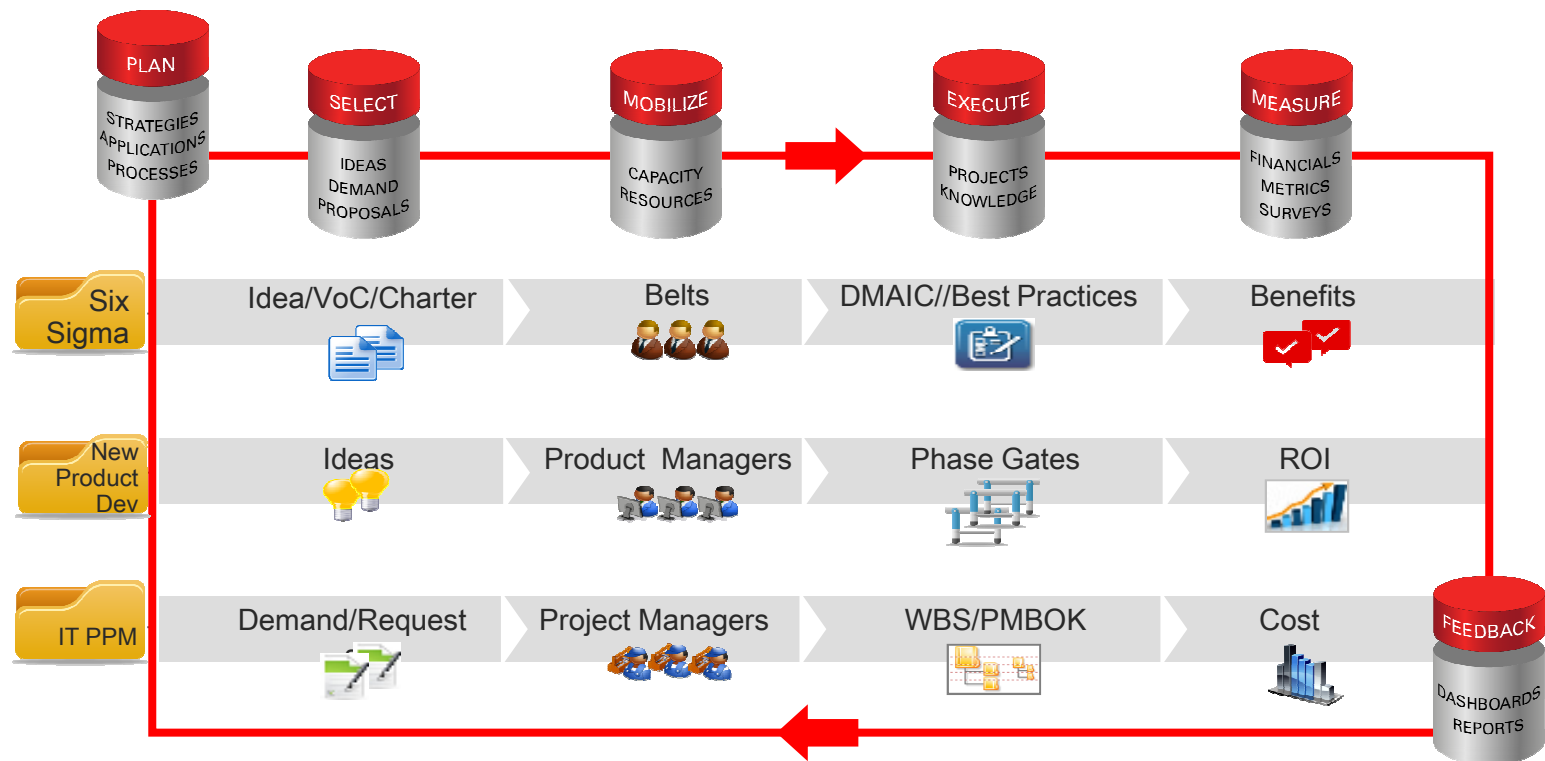 PLAN
STRATEGIES
APPLICATIONS
PROCESSES
SELECT
IDEAS
DEMAND
PROPOSALS
MOBILIZE
CAPACITY
RESOURCES
EXECUTE
PROJECTS
KNOWLEDGE
MEASURE
FINANCIALS
METRICS
SURVEYS
Six
Sigma
Idea/VoC/Charter
Belts
DMAIC//Best Practices
Benefits
New
Product
Dev
Ideas
Product Managers
Phase Gates
ROI
IT PPM
Demand/Request
Project Managers
WBS/PMBOK
Cost
FEEDBACK
DASHBOARDS
REPORTS